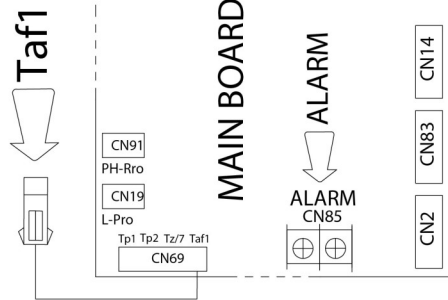 Taf1
MAIN BOARD
ALARM
CN14
CN83
CN2
CN91
PH-Rro
CN19
L-Pro
Tp1 Tp2 Tz/7 Taf1
CN69
ALARM
CN85